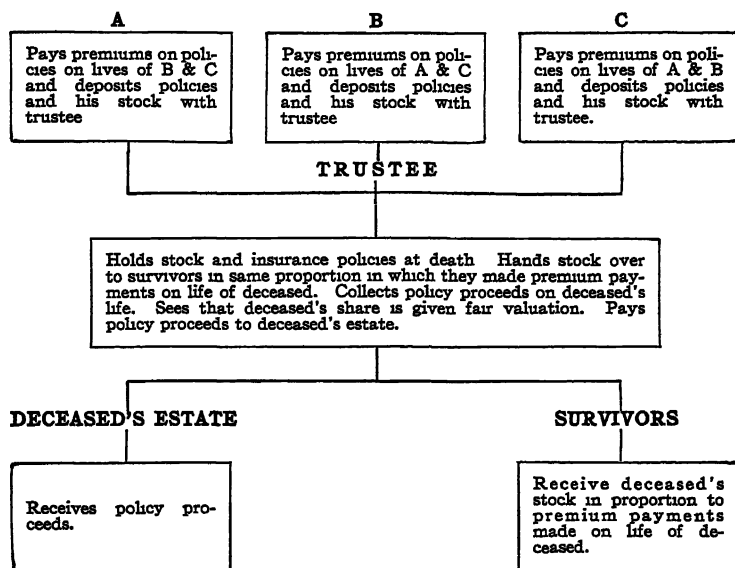 A
Pays premiums on poli-
cies on lives of B & C
and deposits policies
and his stock with
trustee
B
Pays premiums on poli-
cies on lives of A & C
and deposits policies
and his stock with
trustee
C
Pays premiums on poli-
cies on lives of A & B
and deposits policies
and his stock with
trustee.
TRUSTEE
Holds stock and insurance policies at death Hands stock over
to survivors in same proportion in which they made premium pay-
ments on life of deceased. Collects policy proceeds on deceased's
life. Sees that deceased's share is given fair valuation. Pays
policy proceeds to deceased's estate.
DECEASED'S ESTATE
Receives policy pro-
ceeds.
SURVIVORS
Receive deceased's
stock in proportion to
premium payments
made on life of de-
ceased.